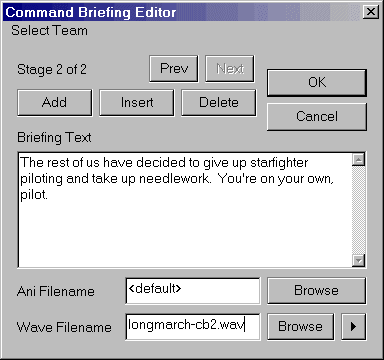 Command Briefing Editor
Select Team
Stage 2 of 2
Prev
Next
OK
Add
Insert
Delete
Cancel
Briefing Text
The rest of us have decided to give up starfighter
piloting and take up needlework.  You're on your own,
pilot.
Ani Filename
<default>
Browse
Wave Filename
longmarch-cb2.wav
Browse